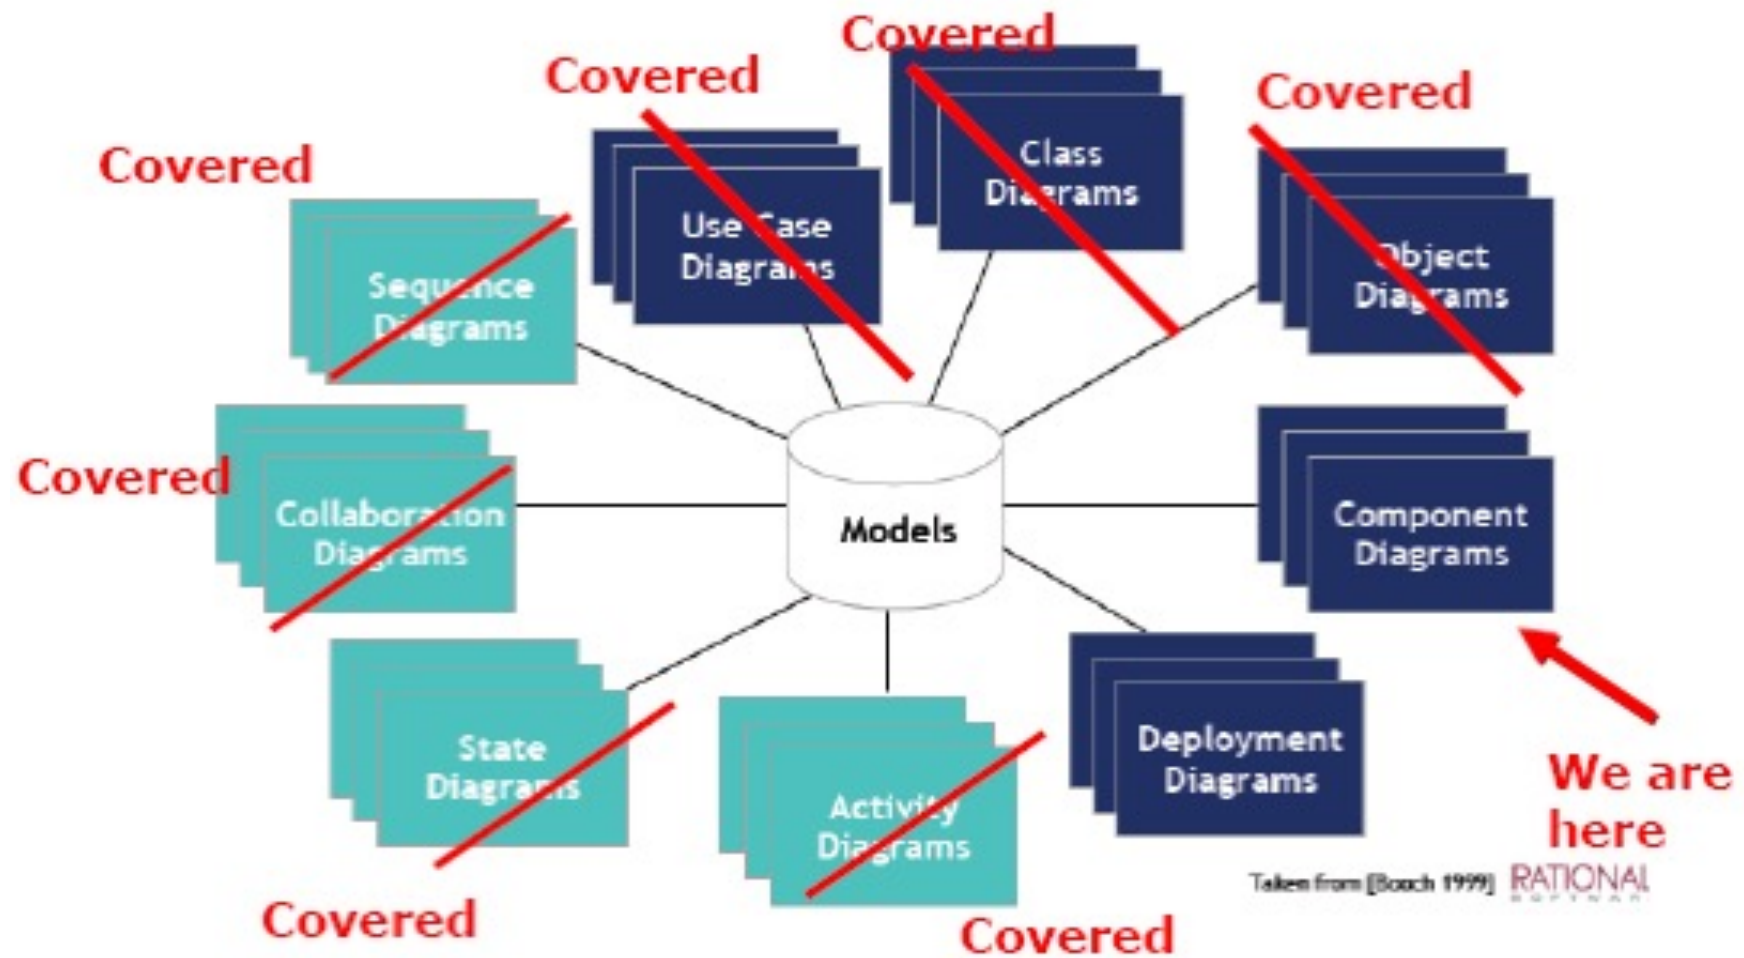 Covered
Covered
Covered
Covered
Class
Diagrams
Use Case
Diagrams
Object
Diagrams
Sequence
Diagrams
Covered
Collaboration
Diagrams
Models
Component
Diagrams
State
Diagrams
Activity
Diagrams
Deployment
Diagrams
We are
here
Taken from [Booch 1999]
RATIONAL
SOFTWARE
Covered
Covered